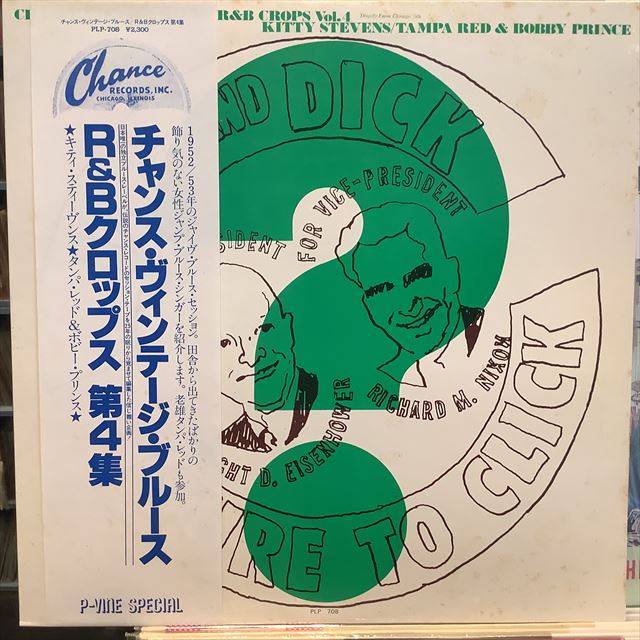 チャンス・ヴィンテージ・ブルース/R&Bクロップス 第4集
PLP-708 ¥2,300
Chance
RECORDS, INC.
CHICAGO, ILLINOIS
チャンス・ヴィンテージ・ブルース
R&Bクロップス 第4集
1952/53年のジャイヴ・ブルース・セッション。田舎から出てきたばかりの
飾り気のない女性ジャンプ・ブルース・シンガーを紹介します。老雄タンパ・レッドも参加。
★キティ・スティーヴンス★タンパ・レッド&ボビー・プリンス★
P-VINE SPECIAL
R&B CROPS Vol.4
KITTY STEVENS/TAMPA RED & BOBBY PRINCE
AND DICK
FOR VICE-PRESIDENT
SIDENT
RICHARD M. NIXON
GHT D. EISENHOWER
RE TO CLICK
PLP 708